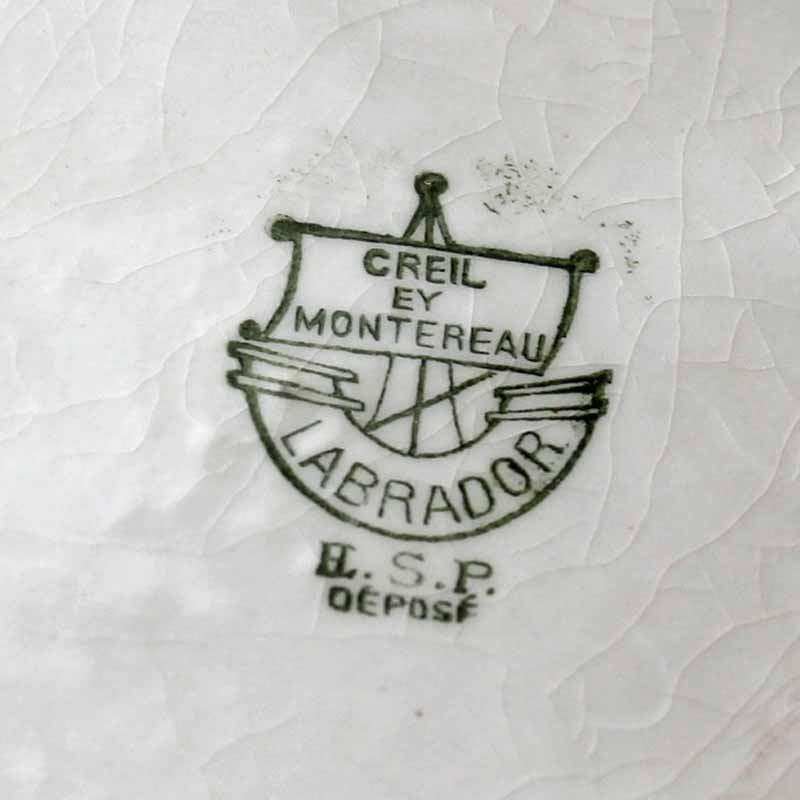 CREIL
EY
MONTEREAU
LABRADOR
H. S. P.
DÉPOSÉ